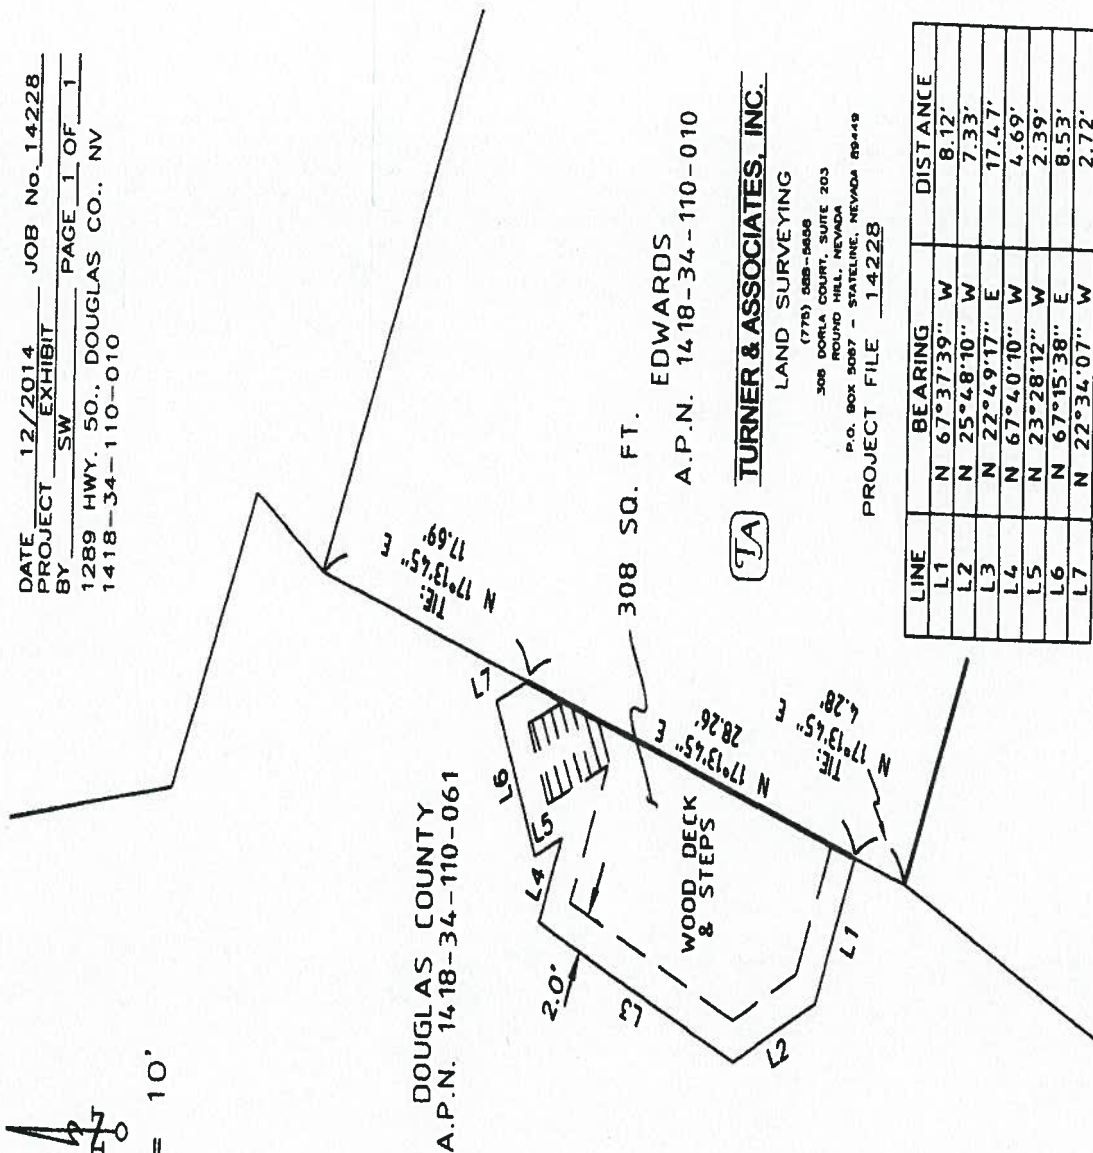 DATE 12/2014 JOB No. 14228
PROJECT EXHIBIT
BY SW PAGE 1 OF 1
1289 HWY. 50., DOUGLAS CO., NV
1418-34-110-010
= 10'
DOUGLAS COUNTY
A.P.N. 1418-34-110-061
TIE:
N 17°13'45" E
17.69'
L7
L6
L5
L4
2.0'
L3
L2
L1
WOOD DECK
& STEPS
N 17°13'45" E
28.26'
TIE:
N 17°13'45" E
4.28'
308 SQ. FT.
EDWARDS
A.P.N. 1418-34-110-010
TA
TURNER & ASSOCIATES, INC.
LAND SURVEYING
(775) 588-5658
308 DORLA COURT, SUITE 203
ROUND HILL, NEVADA
P.O. BOX 5067 - STATELINE, NEVADA 89449
PROJECT FILE 14228
LINE BEARING DISTANCE
L1 N 67°37'39" W 8.12'
L2 N 25°48'10" W 7.33'
L3 N 22°49'17" E 17.47'
L4 N 67°40'10" W 4.69'
L5 N 23°28'12" W 2.39'
L6 N 67°15'38" E 8.53'
L7 N 22°34'07" W 2.72'